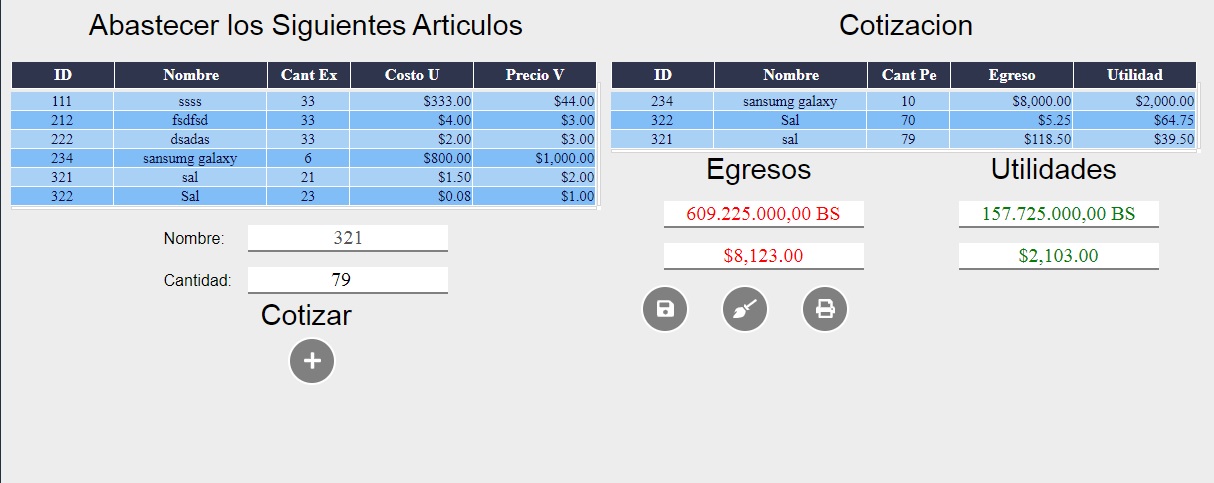 Abastecer los Siguientes Articulos
ID Nombre Cant Ex Costo U Precio V
111 ssss 33 $333.00 $44.00
212 fsdfsd 33 $4.00 $3.00
222 dsadas 33 $2.00 $3.00
234 sansumg galaxy 6 $800.00 $1,000.00
321 sal 21 $1.50 $2.00
322 Sal 23 $0.08 $1.00
Nombre: 321
Cantidad: 79
Cotizar
Cotizacion
ID Nombre Cant Pe Egreso Utilidad
234 sansumg galaxy 10 $8,000.00 $2,000.00
322 Sal 70 $5.25 $64.75
321 sal 79 $118.50 $39.50
Egresos Utilidades
609.225.000,00 BS 157.725.000,00 BS
$8,123.00 $2,103.00